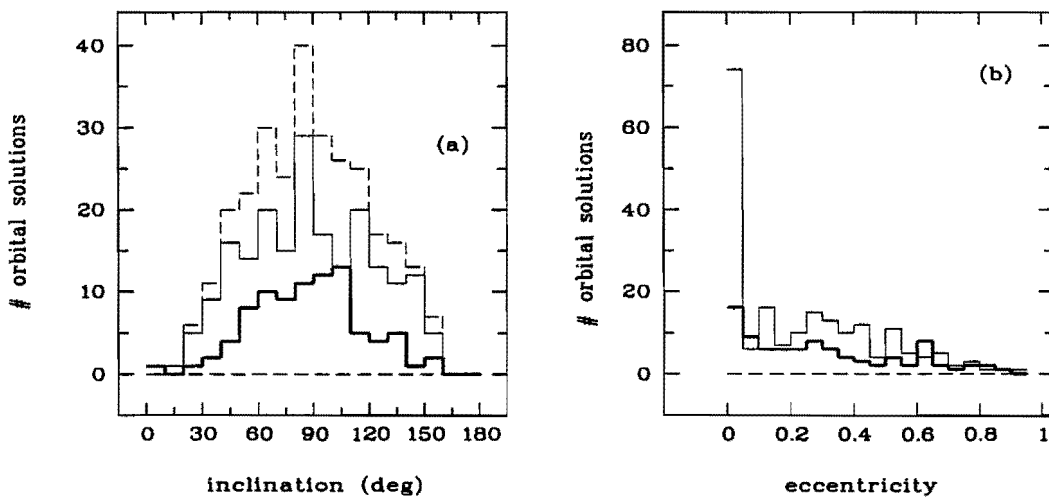 40
30
20
10
0
# orbital solutions
(a)
0 30 60 90 120 150 180
inclination (deg)
80
60
40
20
0
# orbital solutions
(b)
0 0.2 0.4 0.6 0.8 1
eccentricity